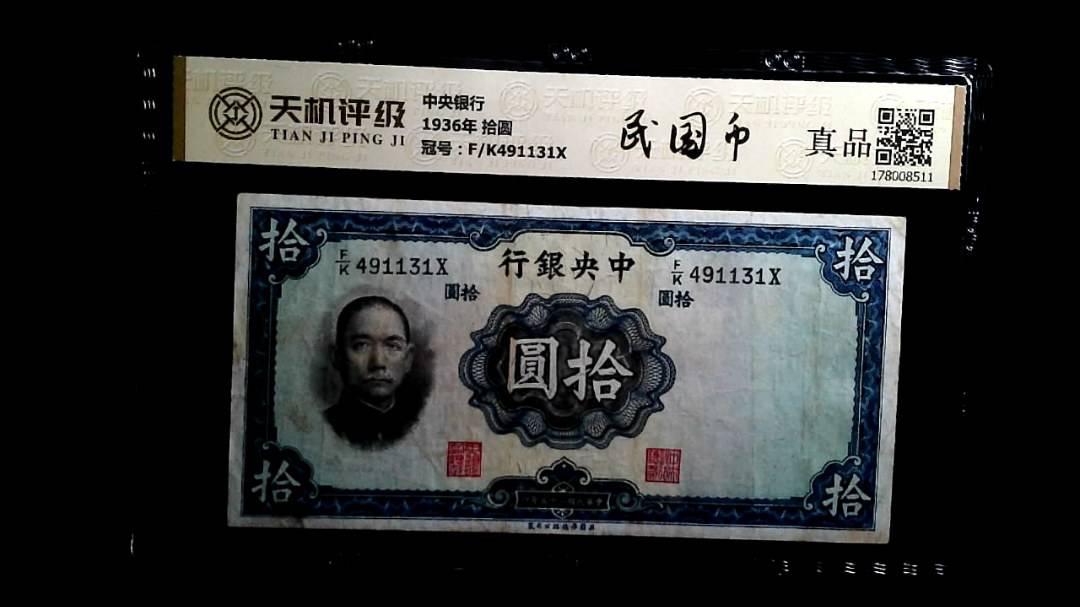 天机评级
TIAN JI PING JI
中央银行
1936年 拾圆
冠号：F/K491131X
民国币
真品
178008511
拾
F/K 491131X
行銀央中
F/K 491131X
拾
圓拾
圓拾
圓拾
拾
拾